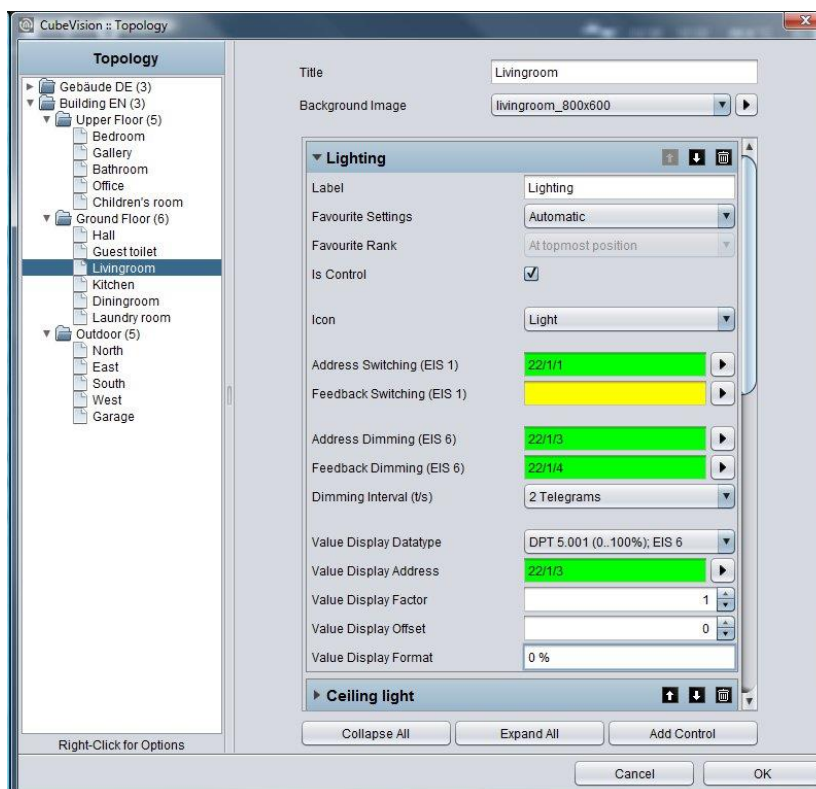 CubeVision :: Topology
Topology
Gebäude DE (3)
Building EN (3)
Upper Floor (5)
Bedroom
Gallery
Bathroom
Office
Children's room
Ground Floor (6)
Hall
Guest toilet
Livingroom
Kitchen
Diningroom
Laundry room
Outdoor (5)
North
East
South
West
Garage
Right-Click for Options
Title Livingroom
Background Image livingroom_800x600
Lighting
Label Lighting
Favourite Settings Automatic
Favourite Rank At topmost position
Is Control
Icon Light
Address Switching (EIS 1) 22/1/1
Feedback Switching (EIS 1)
Address Dimming (EIS 6) 22/1/3
Feedback Dimming (EIS 6) 22/1/4
Dimming Interval (t/s) 2 Telegrams
Value Display Datatype DPT 5.001 (0..100%); EIS 6
Value Display Address 22/1/3
Value Display Factor 1
Value Display Offset 0
Value Display Format 0 %
Ceiling light
Collapse All Expand All Add Control
Cancel OK